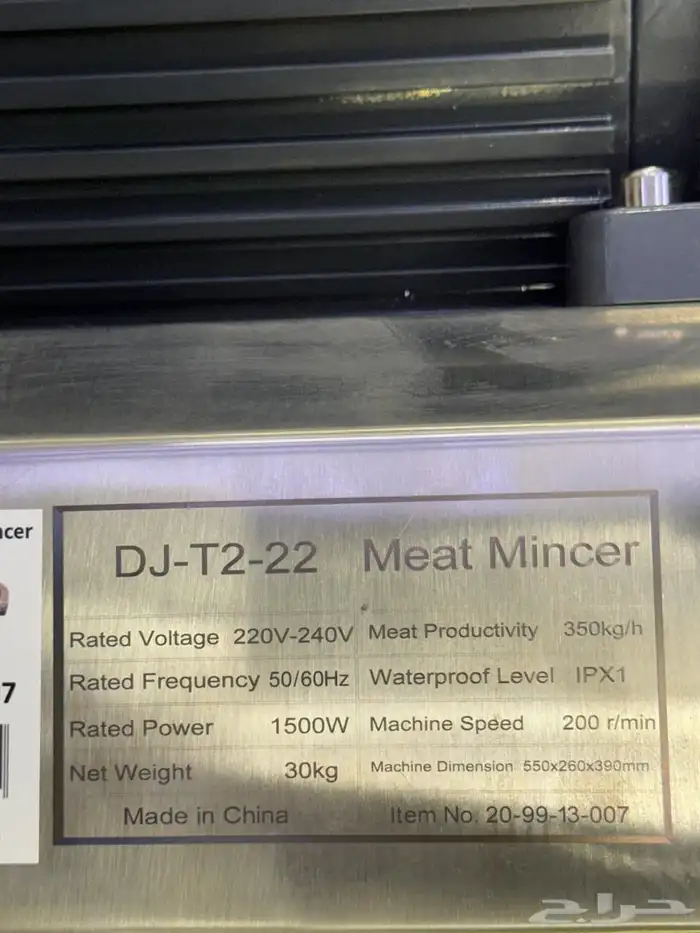 ncer
7
DJ-T2-22 Meat Mincer
Rated Voltage 220V-240V Meat Productivity 350kg/h
Rated Frequency 50/60Hz Waterproof Level IPX1
Rated Power 1500W Machine Speed 200 r/min
Net Weight 30kg Machine Dimension 550x260x390mm
Made in China Item No. 20-99-13-007
حراج